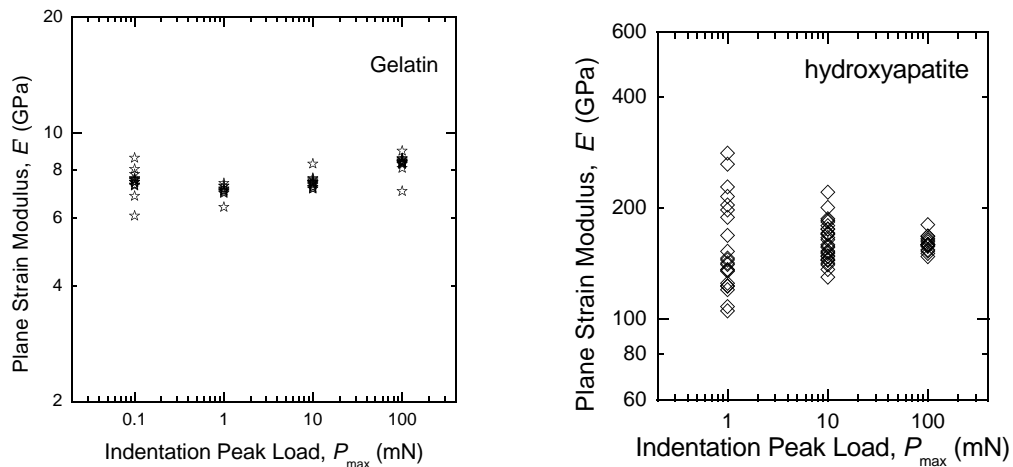 20
10
8
6
4
2
Plane Strain Modulus, E' (GPa)
Gelatin
0.1 1 10 100
Indentation Peak Load, Pmax (mN)
600
400
200
100
80
60
Plane Strain Modulus, E' (GPa)
hydroxyapatite
1 10 100
Indentation Peak Load, Pmax (mN)